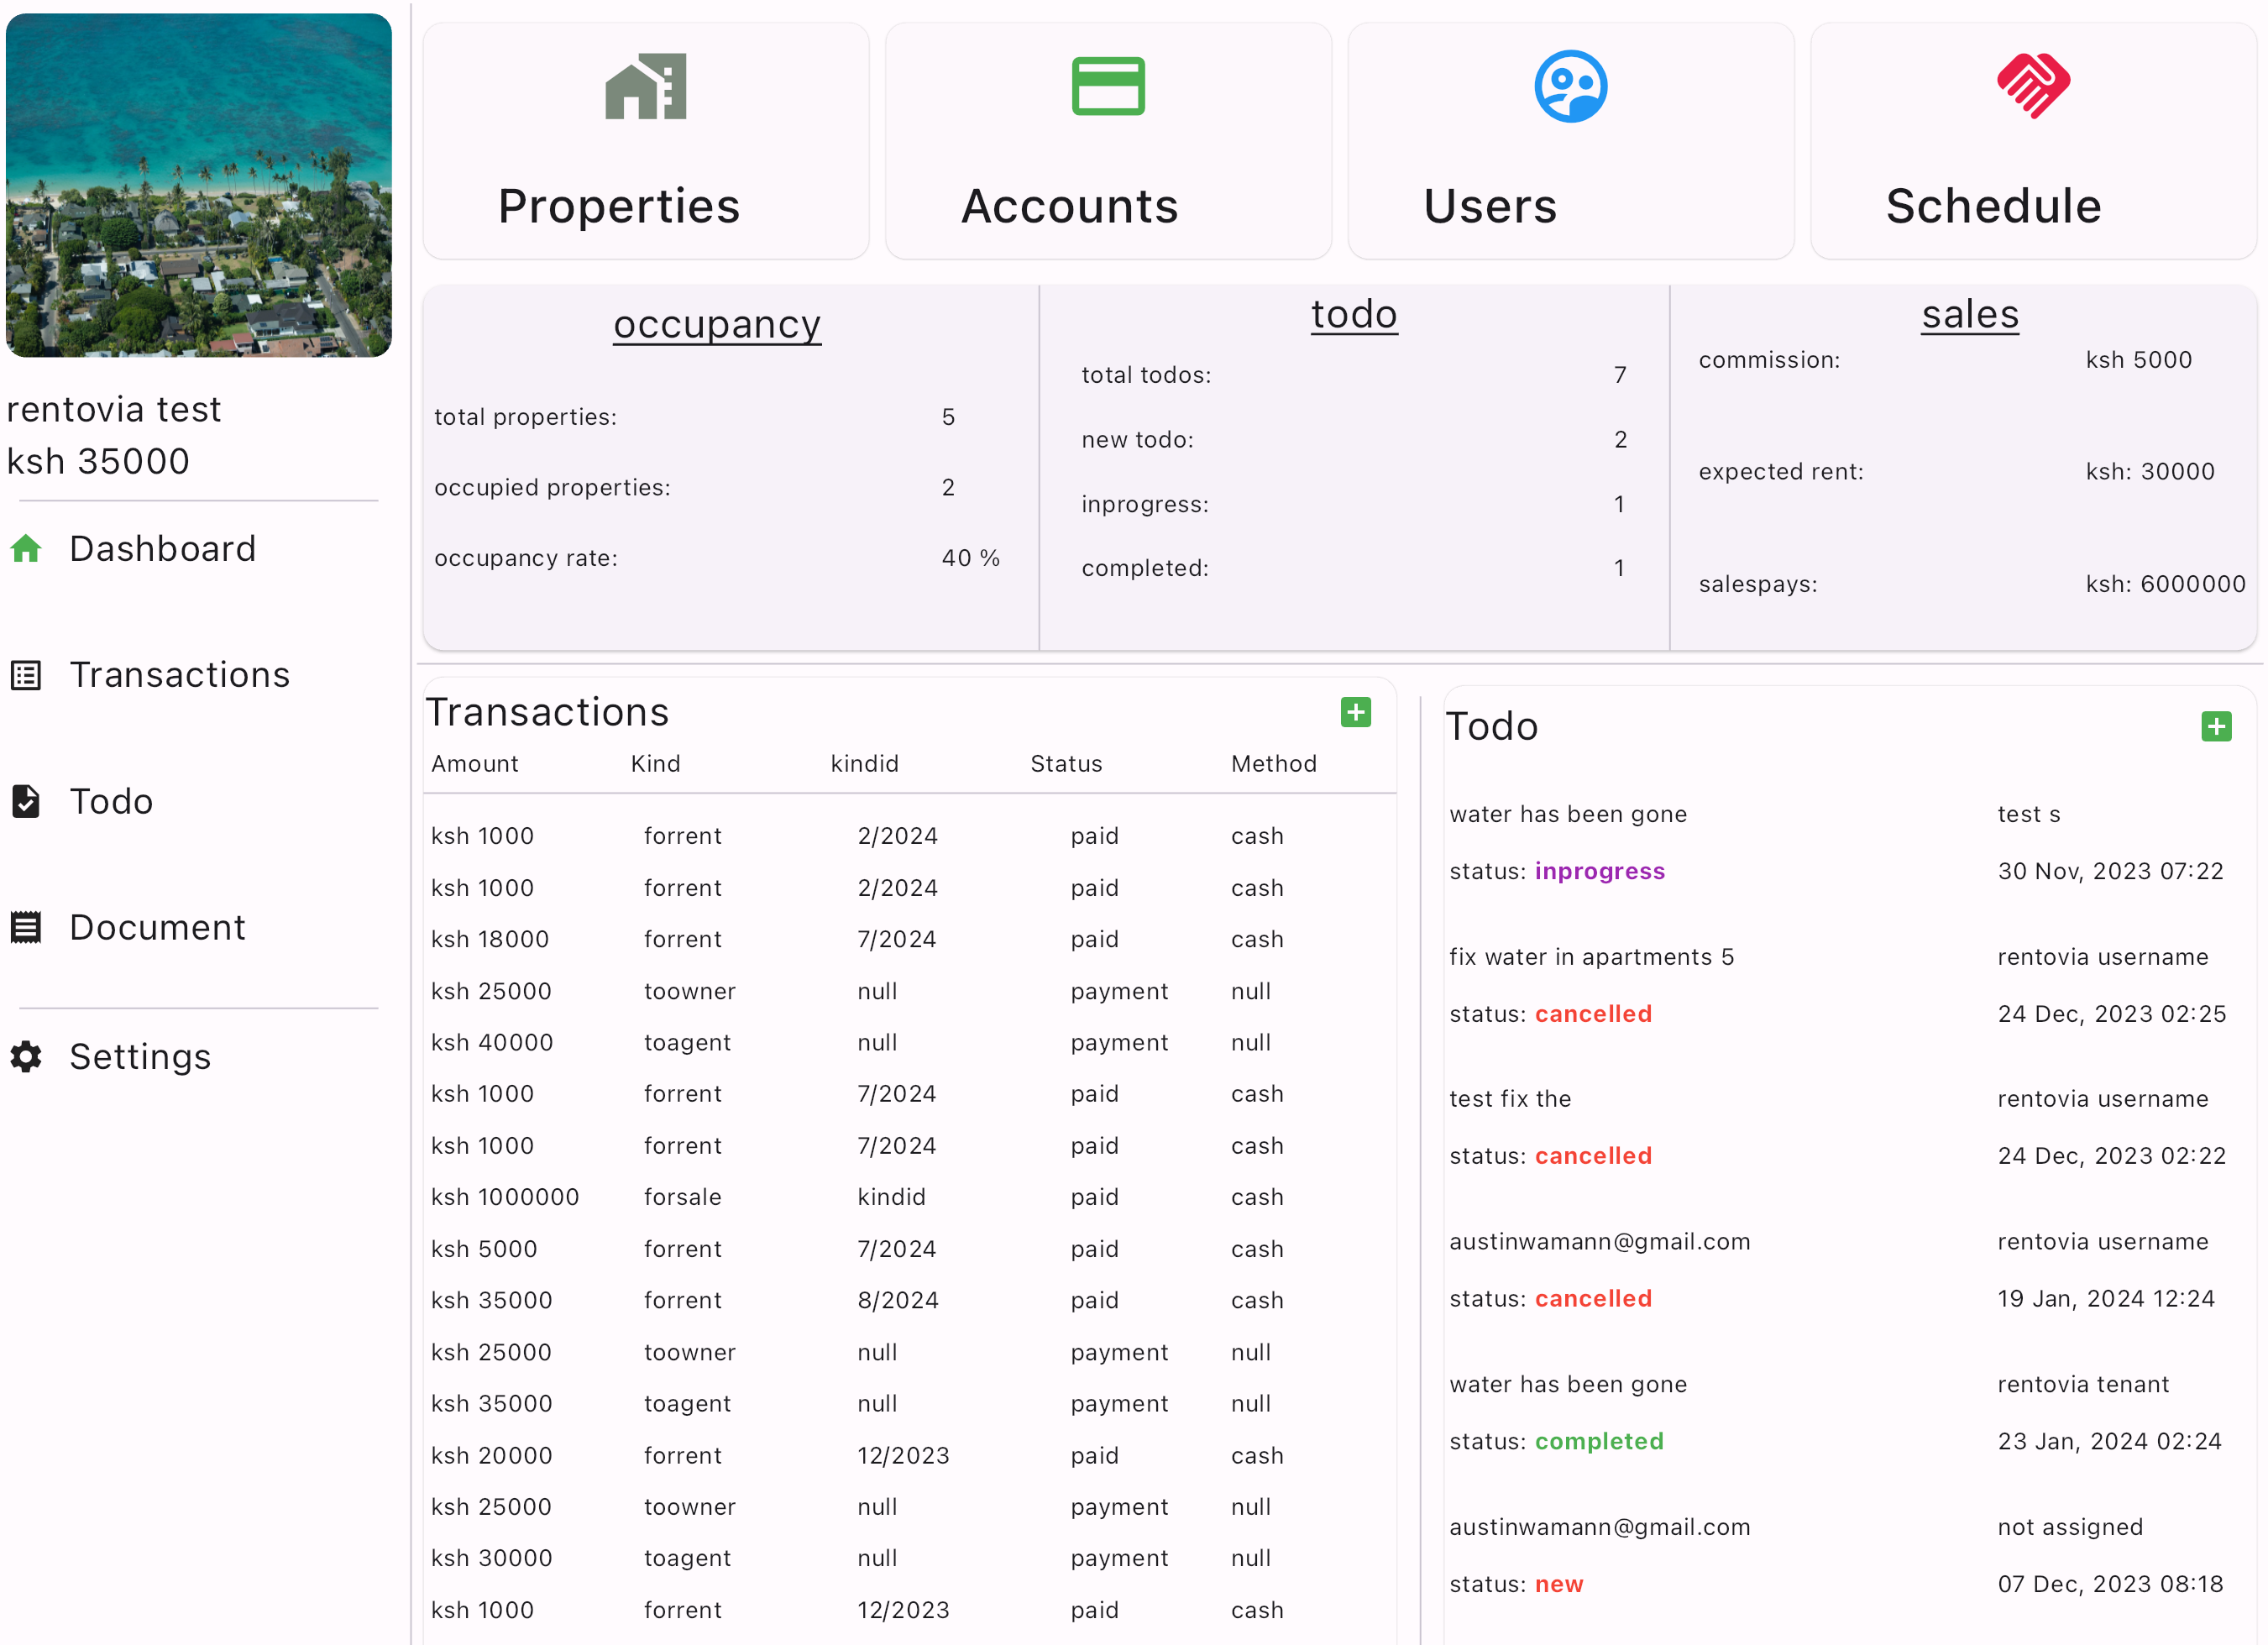 rentovia test
ksh 35000
Dashboard
Transactions
Todo
Document
Settings
Properties
Accounts
Users
Schedule
occupancy
total properties: 5
occupied properties: 2
occupancy rate: 40 %
todo
total todos: 7
new todo: 2
inprogress: 1
completed: 1
sales
commission: ksh 5000
expected rent: ksh: 30000
salespays: ksh: 6000000
Transactions
Amount Kind kindid Status Method
ksh 1000 forrent 2/2024 paid cash
ksh 1000 forrent 2/2024 paid cash
ksh 18000 forrent 7/2024 paid cash
ksh 25000 toowner null payment null
ksh 40000 toagent null payment null
ksh 1000 forrent 7/2024 paid cash
ksh 1000 forrent 7/2024 paid cash
ksh 1000000 forsale kindid paid cash
ksh 5000 forrent 7/2024 paid cash
ksh 35000 forrent 8/2024 paid cash
ksh 25000 toowner null payment null
ksh 35000 toagent null payment null
ksh 20000 forrent 12/2023 paid cash
ksh 25000 toowner null payment null
ksh 30000 toagent null payment null
ksh 1000 forrent 12/2023 paid cash
Todo
water has been gone test s
status: inprogress 30 Nov, 2023 07:22
fix water in apartments 5 rentovia username
status: cancelled 24 Dec, 2023 02:25
test fix the rentovia username
status: cancelled 24 Dec, 2023 02:22
austinwamann@gmail.com rentovia username
status: cancelled 19 Jan, 2024 12:24
water has been gone rentovia tenant
status: completed 23 Jan, 2024 02:24
austinwamann@gmail.com not assigned
status: new 07 Dec, 2023 08:18